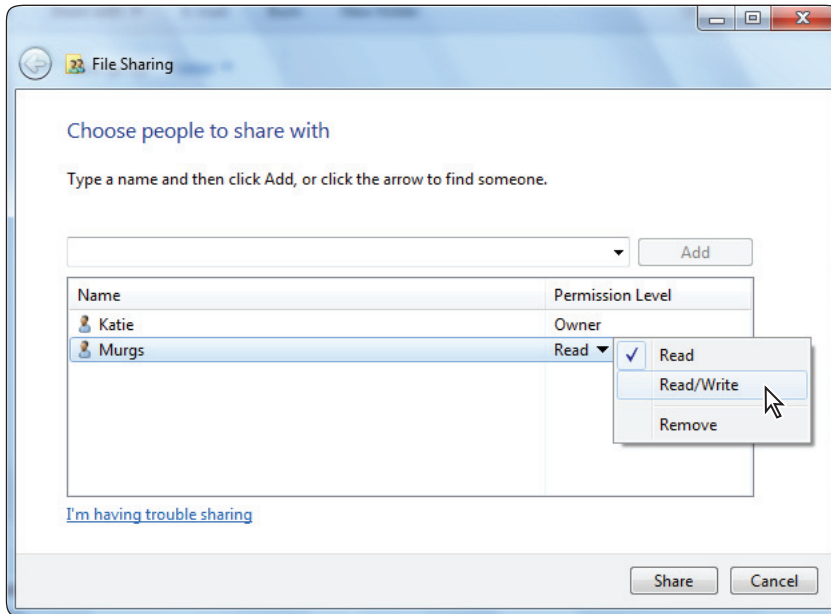 File Sharing
Choose people to share with
Type a name and then click Add, or click the arrow to find someone.
Add
Name Permission Level
Katie Owner
Murgs Read
Read
Read/Write
Remove
I'm having trouble sharing
Share Cancel